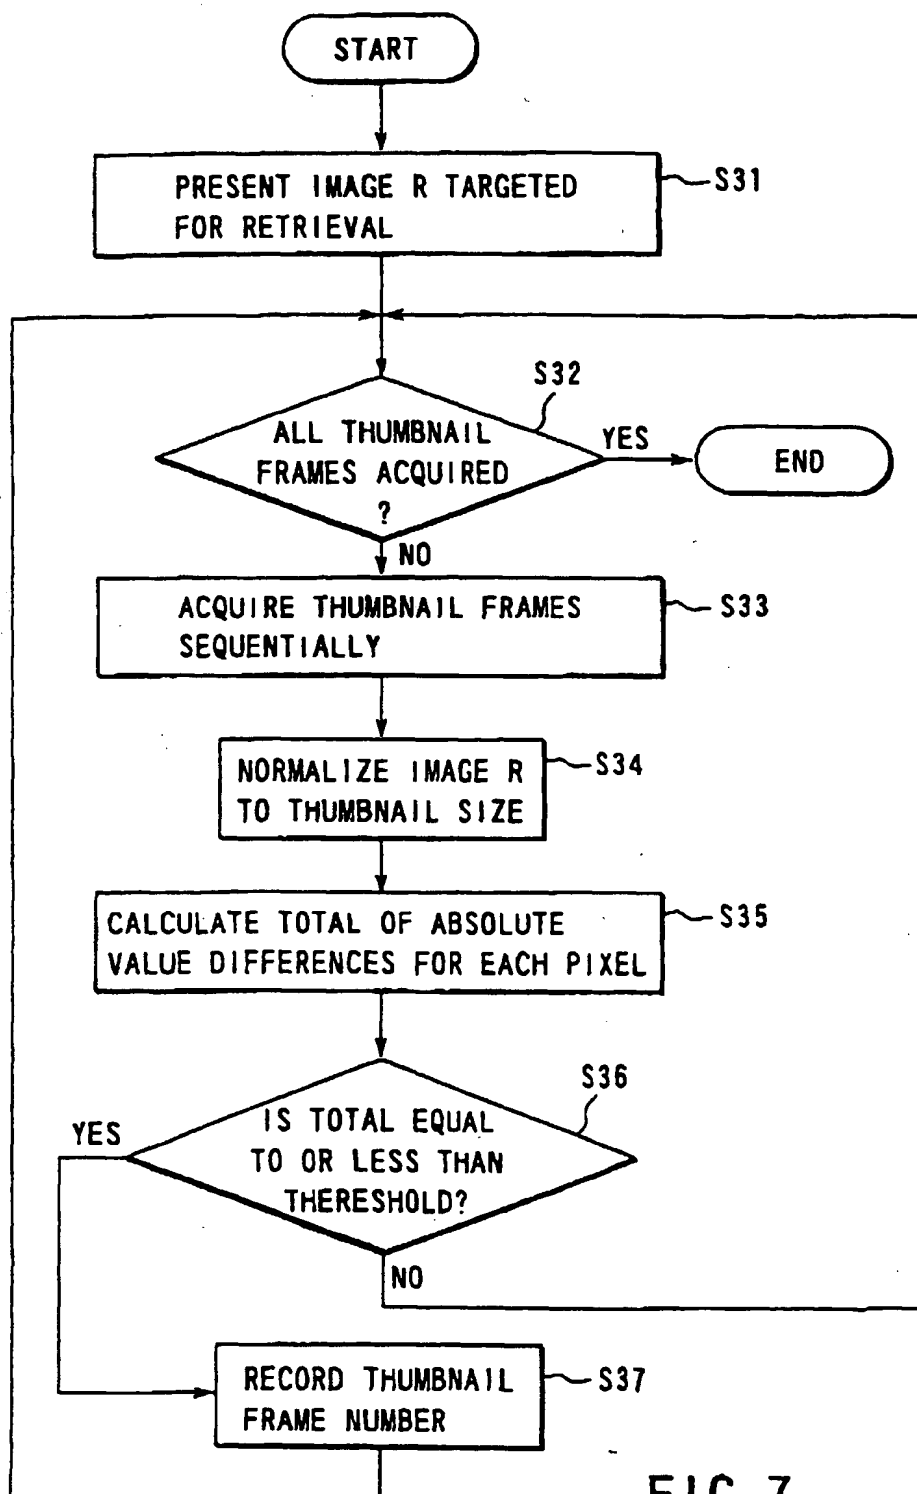 START
PRESENT IMAGE R TARGETED
FOR RETRIEVAL
S31
S32
ALL THUMBNAIL
FRAMES ACQUIRED
?
YES
END
NO
ACQUIRE THUMBNAIL FRAMES
SEQUENTIALLY
S33
NORMALIZE IMAGE R
TO THUMBNAIL SIZE
S34
CALCULATE TOTAL OF ABSOLUTE
VALUE DIFFERENCES FOR EACH PIXEL
S35
S36
IS TOTAL EQUAL
TO OR LESS THAN
THERESHOLD?
YES
NO
RECORD THUMBNAIL
FRAME NUMBER
S37
FIG. 7